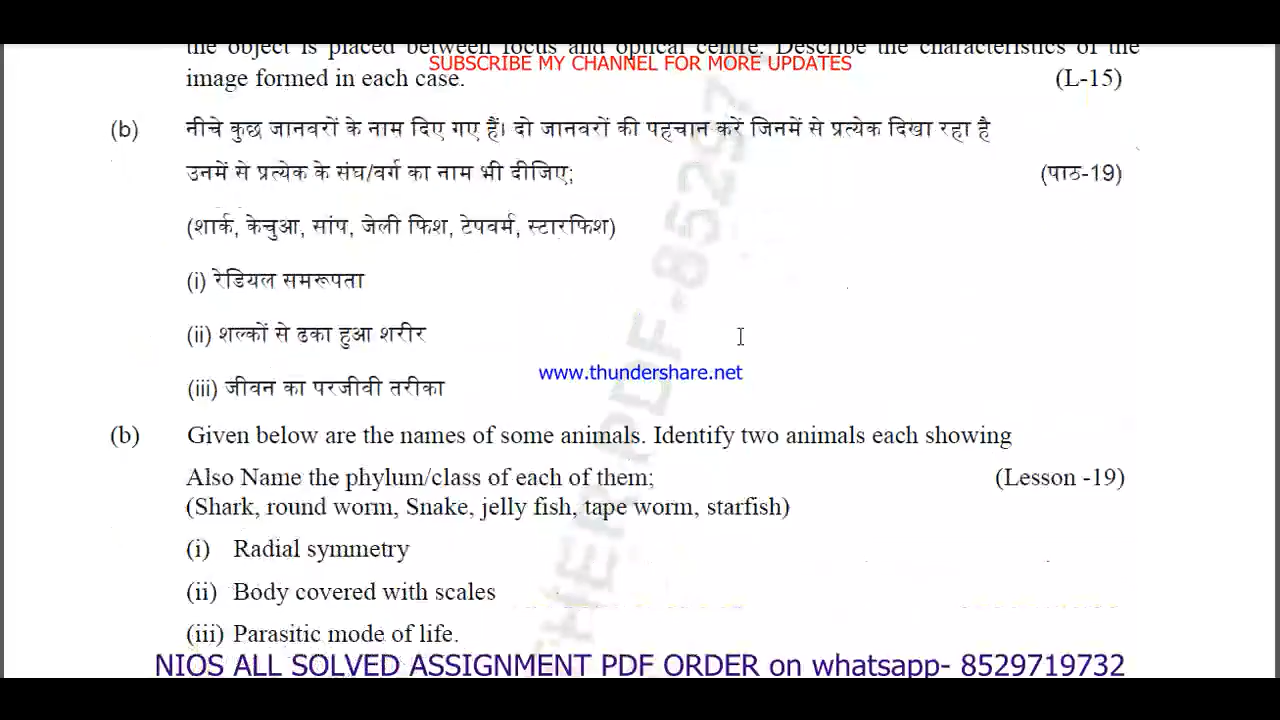 the object is placed between focus and optical centre. Describe the characteristics of the
SUBSCRIBE MY CHANNEL FOR MORE UPDATES
image formed in each case. (L-15)
(b) नीचे कुछ जानवरों के नाम दिए गए हैं। दो जानवरों की पहचान करें जिनमें से प्रत्येक दिखा रहा है
उनमें से प्रत्येक के संघ/वर्ग का नाम भी दीजिए; (पाठ-19)
(शार्क, केचुआ, सांप, जेली फिश, टेपवर्म, स्टारफिश)
(i) रेडियल समरूपता
(ii) शल्कों से ढका हुआ शरीर
www.thundershare.net
(iii) जीवन का परजीवी तरीका
(b) Given below are the names of some animals. Identify two animals each showing
Also Name the phylum/class of each of them; (Lesson -19)
(Shark, round worm, Snake, jelly fish, tape worm, starfish)
(i) Radial symmetry
(ii) Body covered with scales
(iii) Parasitic mode of life.
NIOS ALL SOLVED ASSIGNMENT PDF ORDER on whatsapp- 8529719732